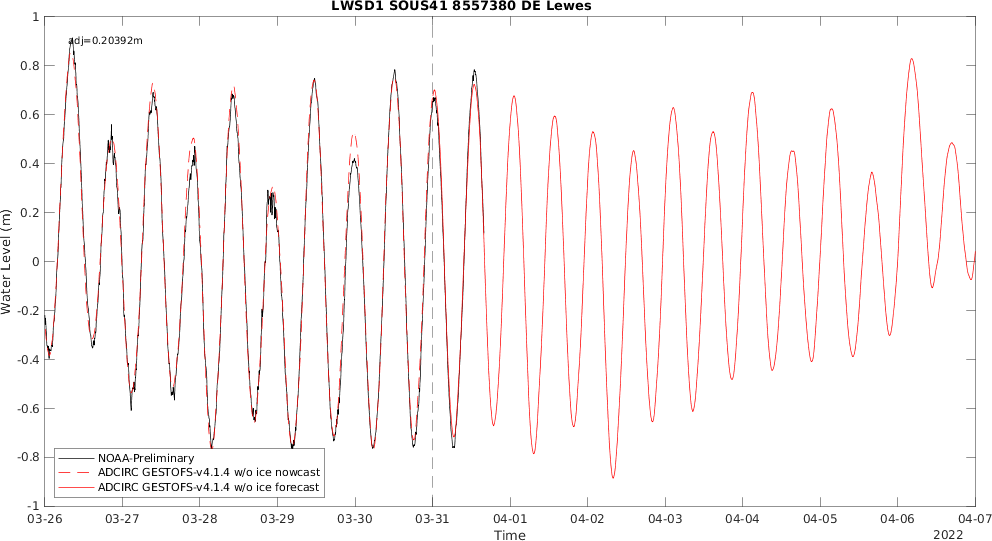 LWSD1 SOUS41 8557380 DE Lewes
adj=0.20392m
1
0.8
0.6
0.4
0.2
0
-0.2
-0.4
-0.6
-0.8
-1
Water Level (m)
NOAA-Preliminary
ADCIRC GESTOFS-v4.1.4 w/o ice nowcast
ADCIRC GESTOFS-v4.1.4 w/o ice forecast
03-26 03-27 03-28 03-29 03-30 03-31 04-01 04-02 04-03 04-04 04-05 04-06 04-07
Time
2022